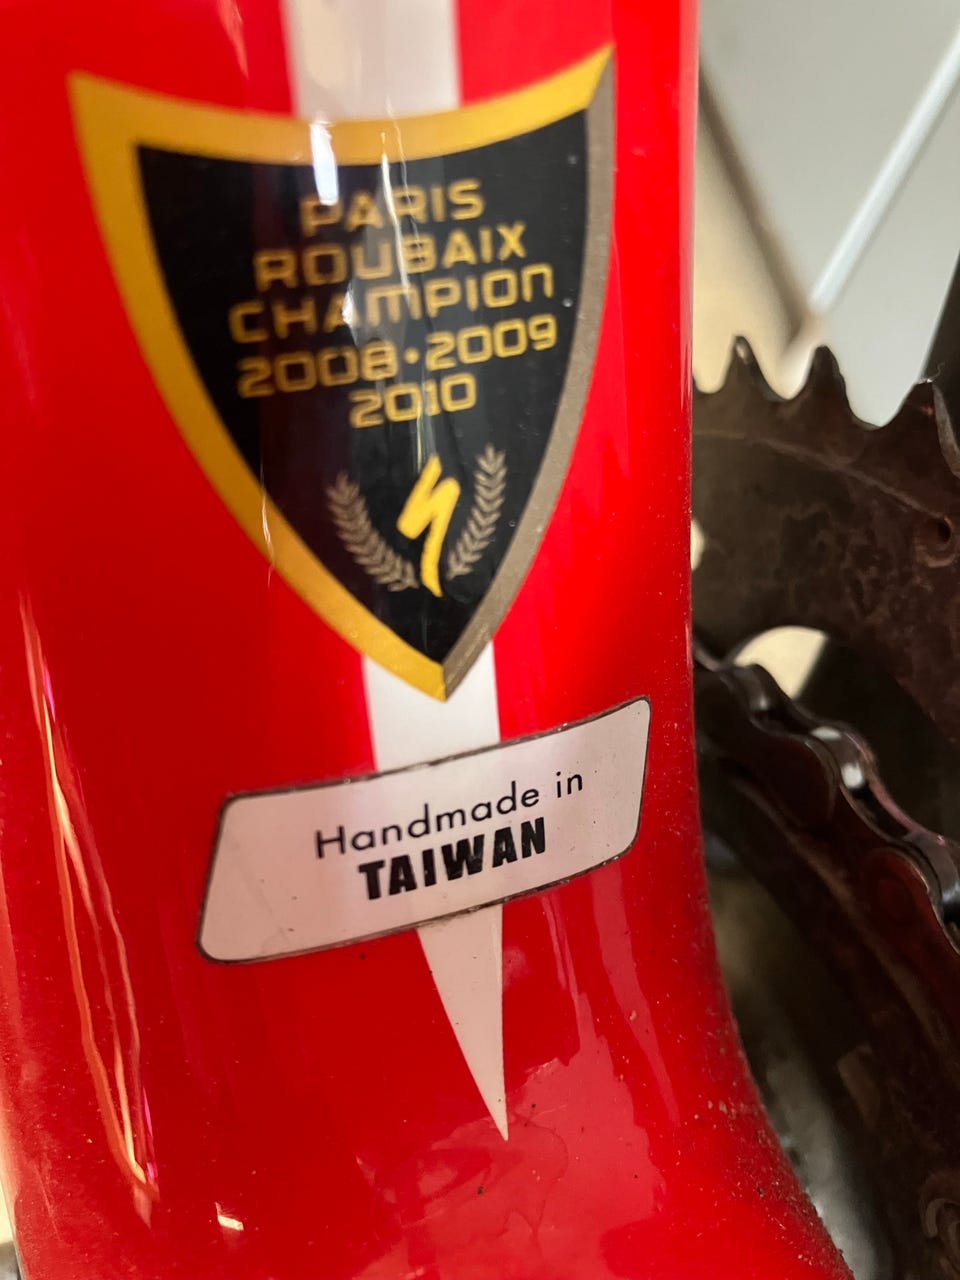 PARIS
ROUBAIX
CHAMPION
2008•2009
2010
Handmade in
TAIWAN